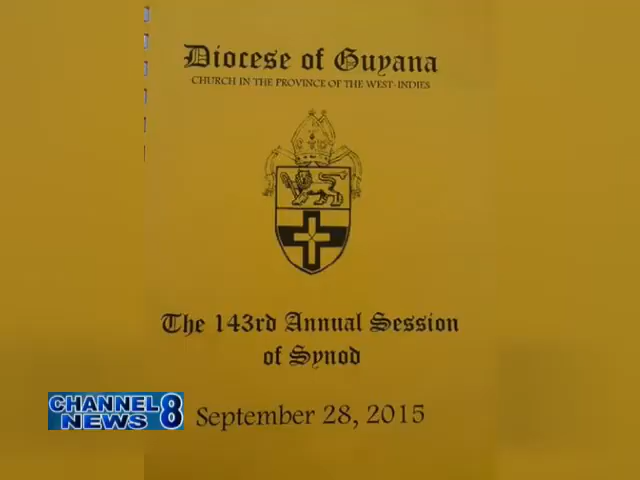 Diocese of Guyana
CHURCH IN THE PROVINCE OF THE WEST-INDIES
The 143rd Annual Session
of Synod
September 28, 2015
CHANNEL 8
NEWS